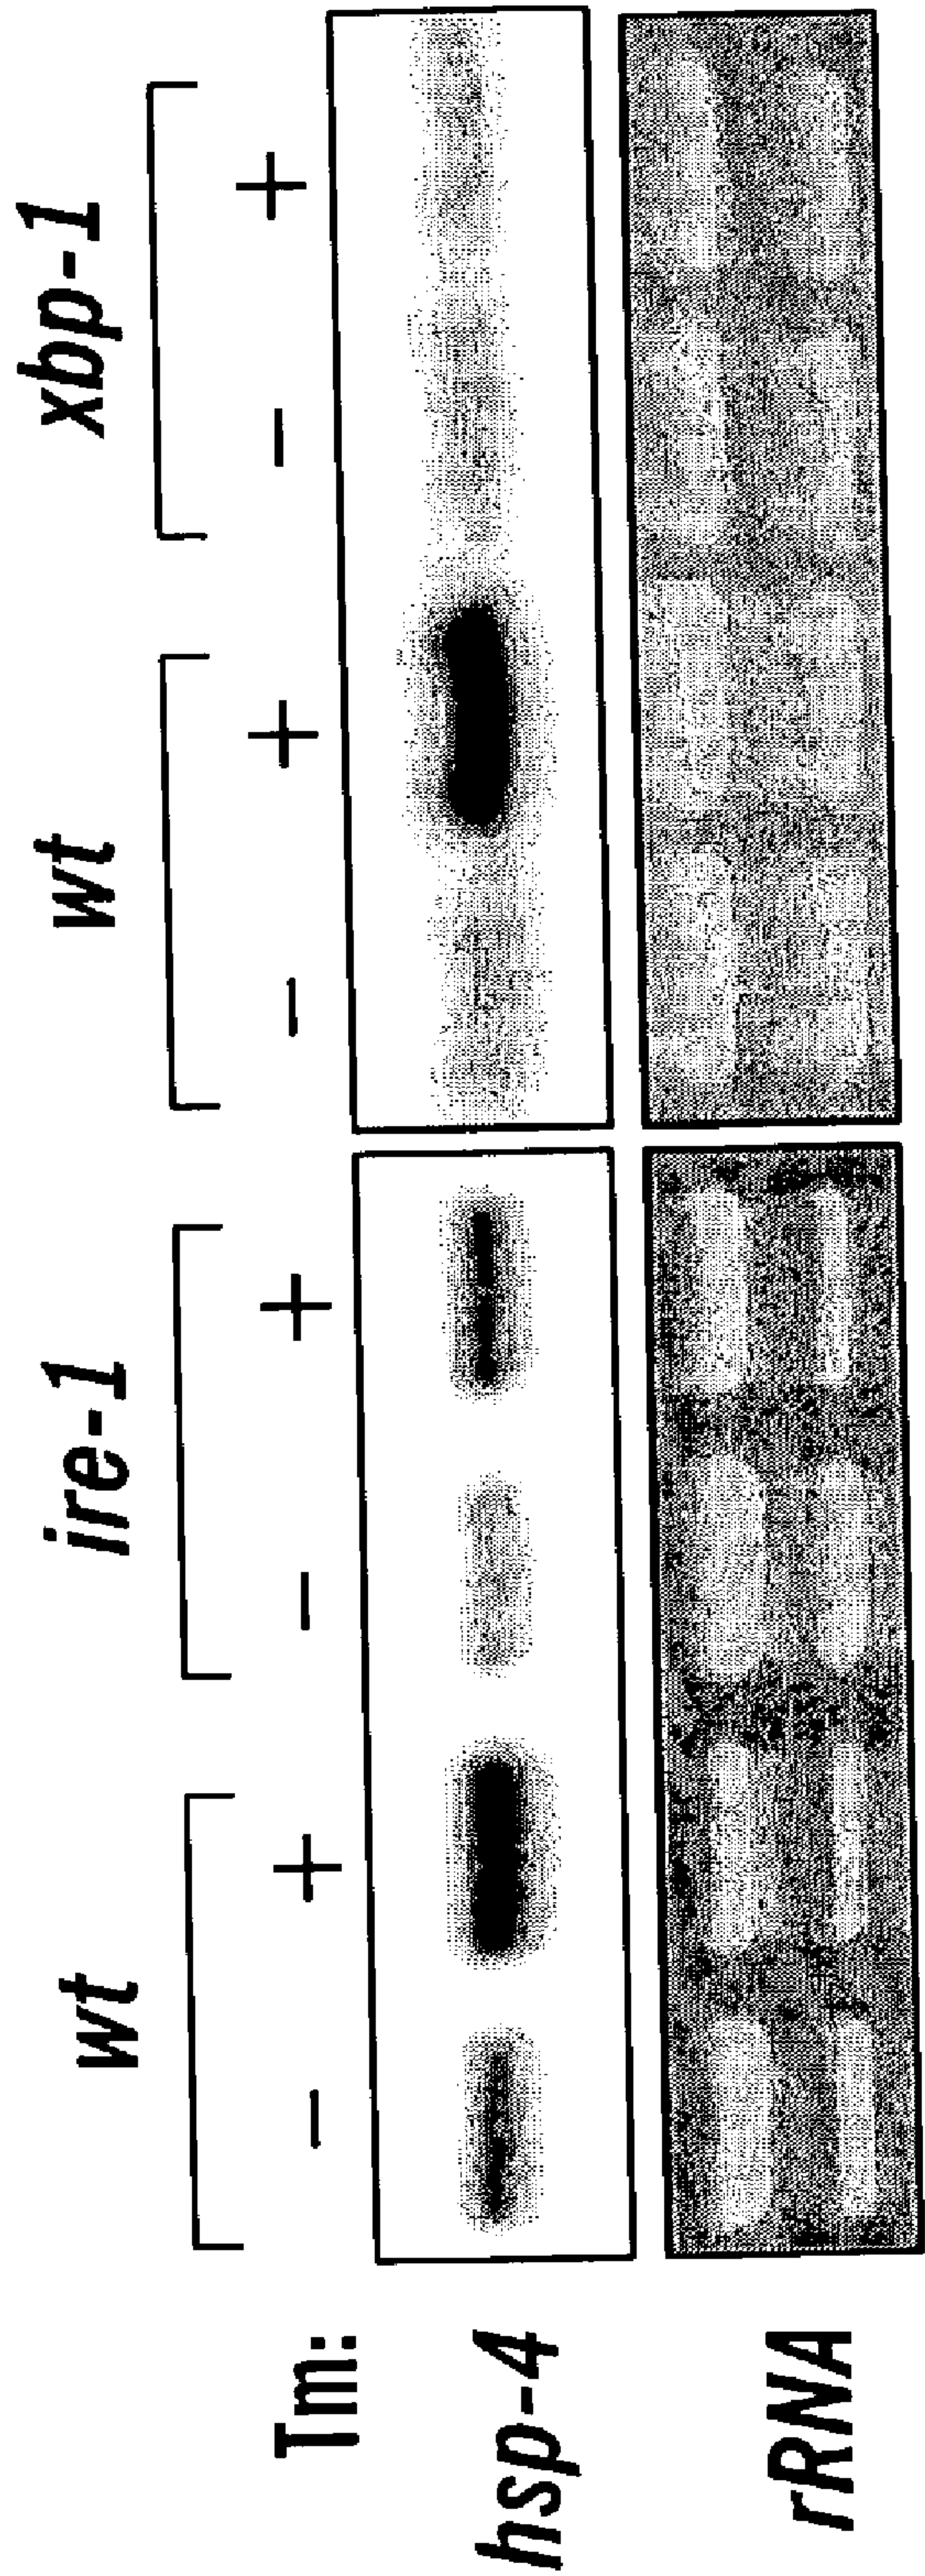 wt ire-1 wt xbp-1
Tm: - + - + - + - +
hsp-4
rRNA